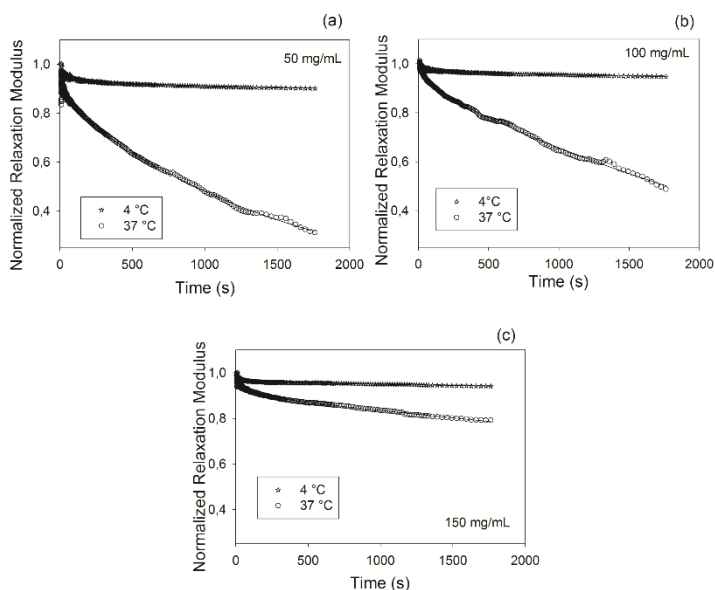 (a)
50 mg/mL
Normalized Relaxation Modulus
1,0
0,8
0,6
0,4
4 °C
37 °C
0 500 1000 1500 2000
Time (s)
(b)
100 mg/mL
Normalized Relaxation Modulus
1,0
0,8
0,6
0,4
4°C
37 °C
0 500 1000 1500 2000
Time (s)
(c)
Normalized Relaxation Modulus
1,0
0,8
0,6
0,4
4 °C
37 °C
150 mg/mL
0 500 1000 1500 2000
Time (s)